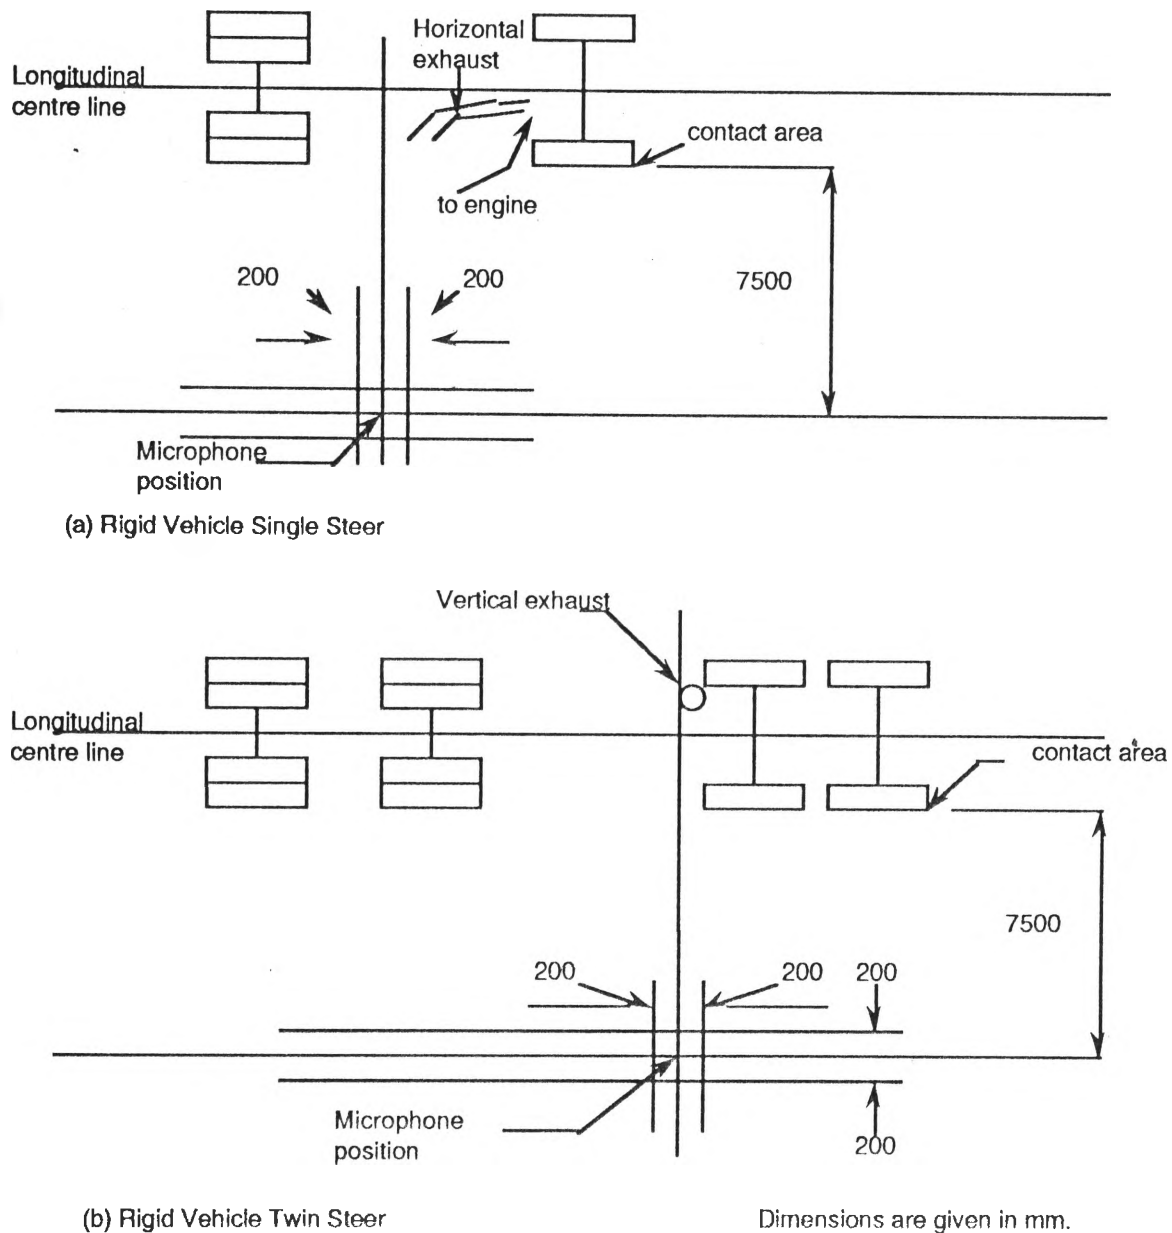 Horizontal
exhaust
Longitudinal
centre line
contact area
to engine
200
200
7500
Microphone
position
(a) Rigid Vehicle Single Steer
Vertical exhaust
Longitudinal
centre line
contact area
7500
200
200
200
Microphone
position
200
(b) Rigid Vehicle Twin Steer
Dimensions are given in mm.